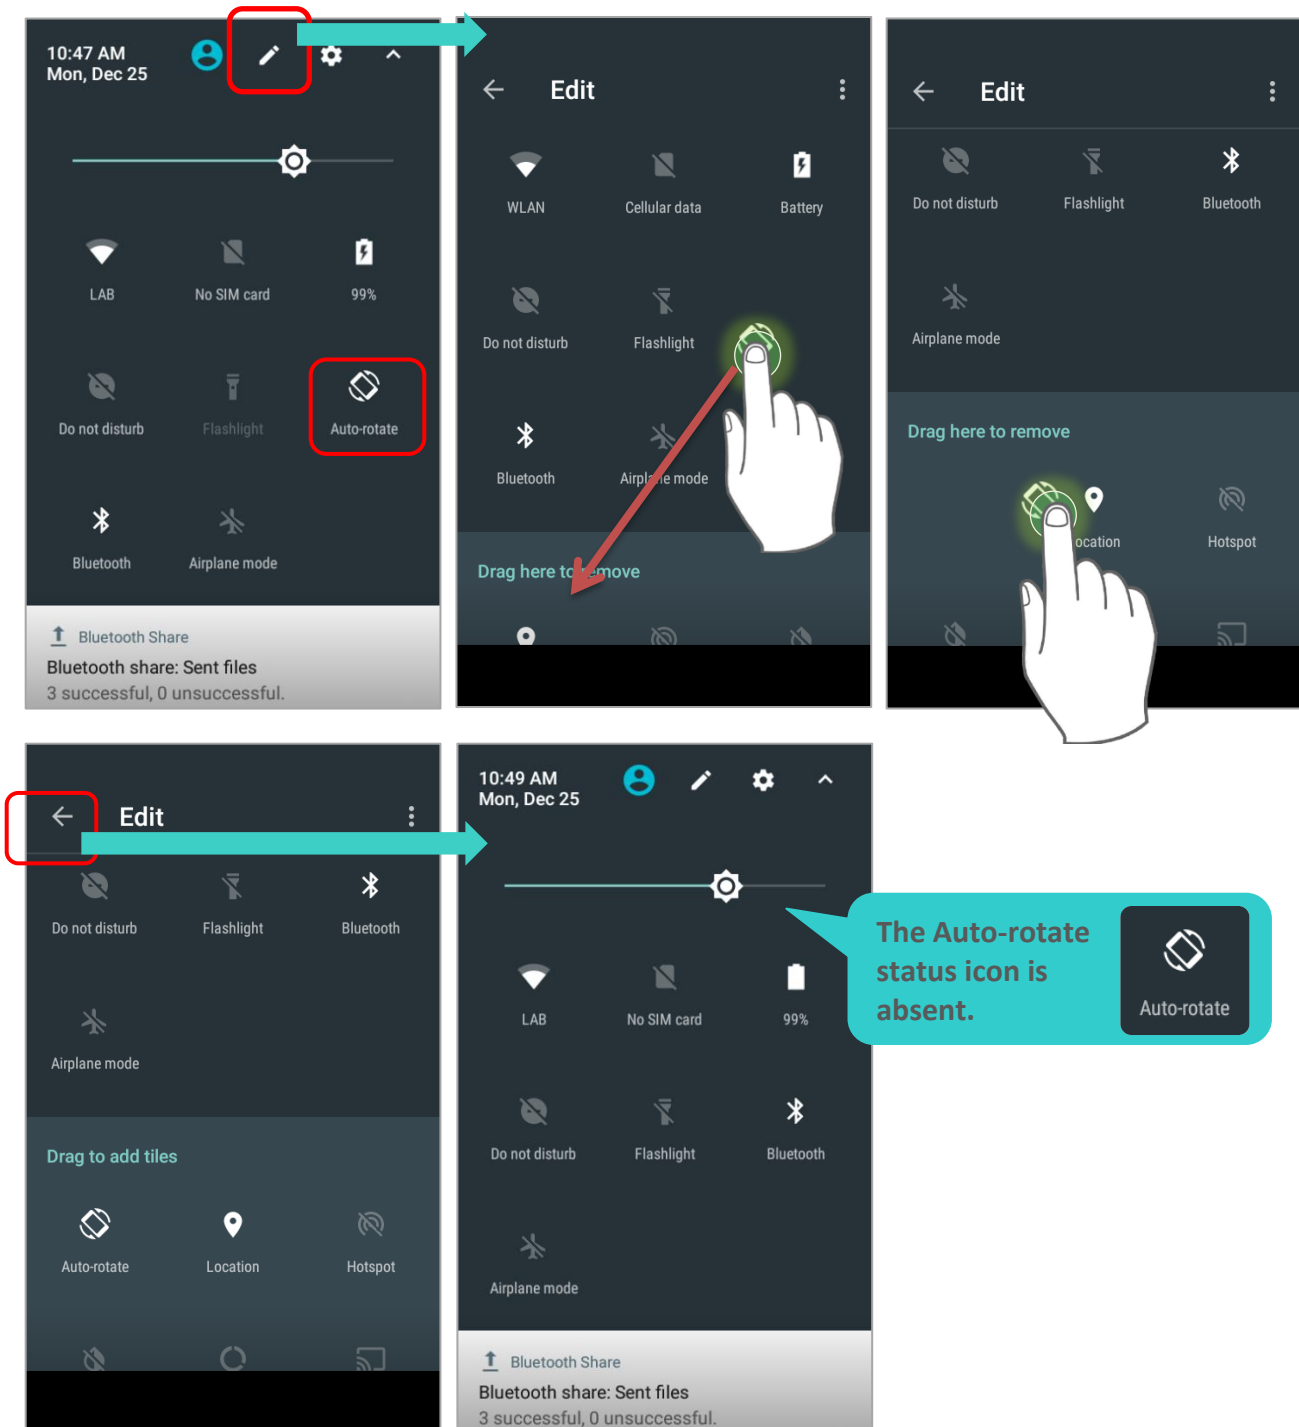 10:47 AM
Mon, Dec 25
LAB
No SIM card
99%
Do not disturb
Flashlight
Auto-rotate
Bluetooth
Airplane mode
Bluetooth Share
Bluetooth share: Sent files
3 successful, 0 unsuccessful.
Edit
WLAN
Cellular data
Battery
Do not disturb
Flashlight
Bluetooth
Airplane mode
Drag here to remove
Edit
Do not disturb
Flashlight
Bluetooth
Airplane mode
Drag here to remove
ocation
Hotspot
Edit
Do not disturb
Flashlight
Bluetooth
Airplane mode
Drag to add tiles
Auto-rotate
Location
Hotspot
10:49 AM
Mon, Dec 25
LAB
No SIM card
99%
Do not disturb
Flashlight
Bluetooth
Airplane mode
Bluetooth Share
Bluetooth share: Sent files
3 successful, 0 unsuccessful.
The Auto-rotate
status icon is
absent.
Auto-rotate